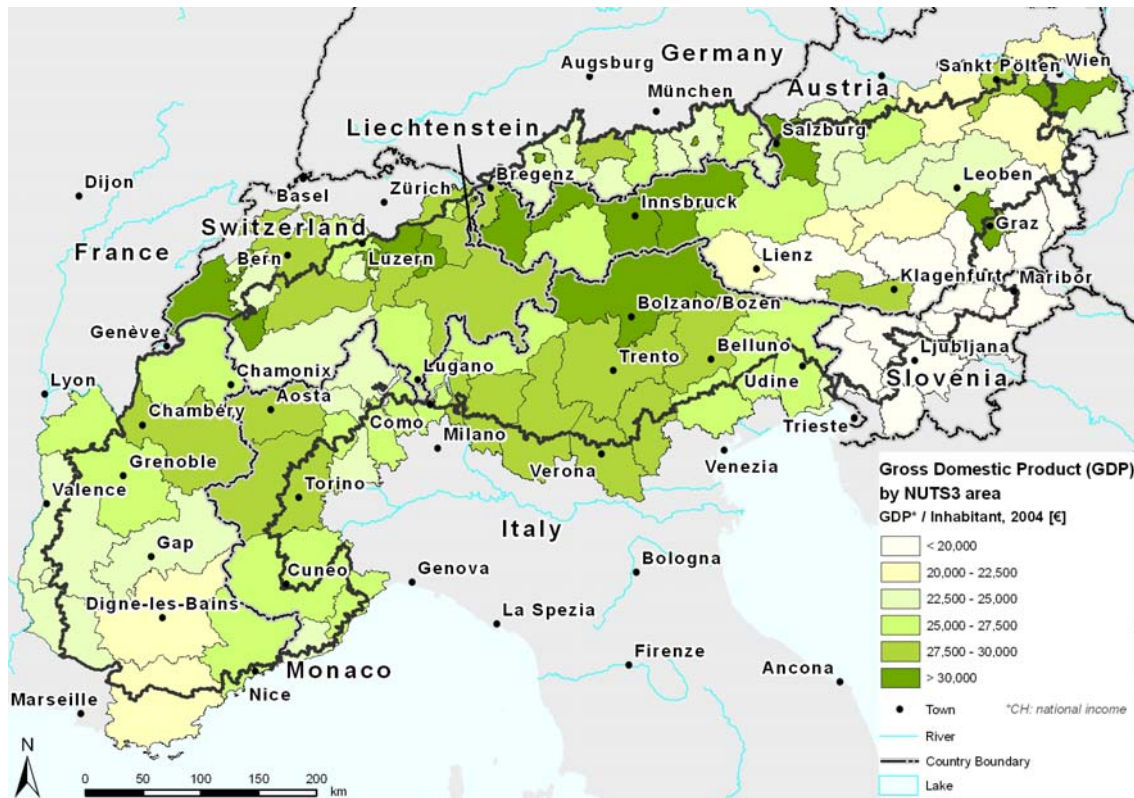 Germany
Augsburg
München
Austria
Sankt Pölten
Wien
Liechtenstein
Salzburg
Dijon
Basel
Zürich
Bregenz
Leoben
Innsbruck
Switzerland
France
Bern
Luzern
Graz
Lienz
Klagenfurt
Maribor
Bolzano/Bozen
Genève
Trento
Belluno
Ljubljana
Lyon
Chamonix
Lugano
Udine
Slovenia
Chambéry
Aosta
Como
Milano
Trieste
Grenoble
Verona
Venezia
Valence
Torino
Italy
Gap
Cuneo
Genova
Bologna
Digne-les-Bains
La Spezia
Monaco
Firenze
Ancona
Marseille
Nice
Gross Domestic Product (GDP)
by NUTS3 area
GDP* / Inhabitant, 2004 [€]
< 20,000
20,000 - 22,500
22,500 - 25,000
25,000 - 27,500
27,500 - 30,000
> 30,000
Town *CH: national income
River
Country Boundary
Lake
N
0 50 100 150 200
km